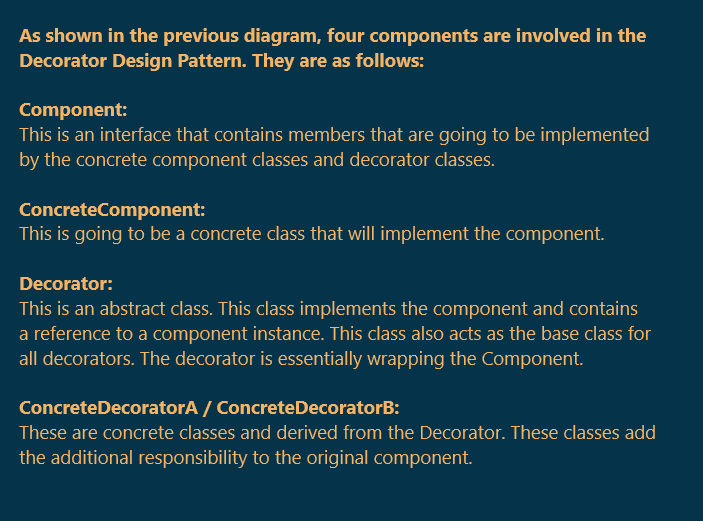 As shown in the previous diagram, four components are involved in the
Decorator Design Pattern. They are as follows:
Component:
This is an interface that contains members that are going to be implemented
by the concrete component classes and decorator classes.
ConcreteComponent:
This is going to be a concrete class that will implement the component.
Decorator:
This is an abstract class. This class implements the component and contains
a reference to a component instance. This class also acts as the base class for
all decorators. The decorator is essentially wrapping the Component.
ConcreteDecoratorA / ConcreteDecoratorB:
These are concrete classes and derived from the Decorator. These classes add
the additional responsibility to the original component.